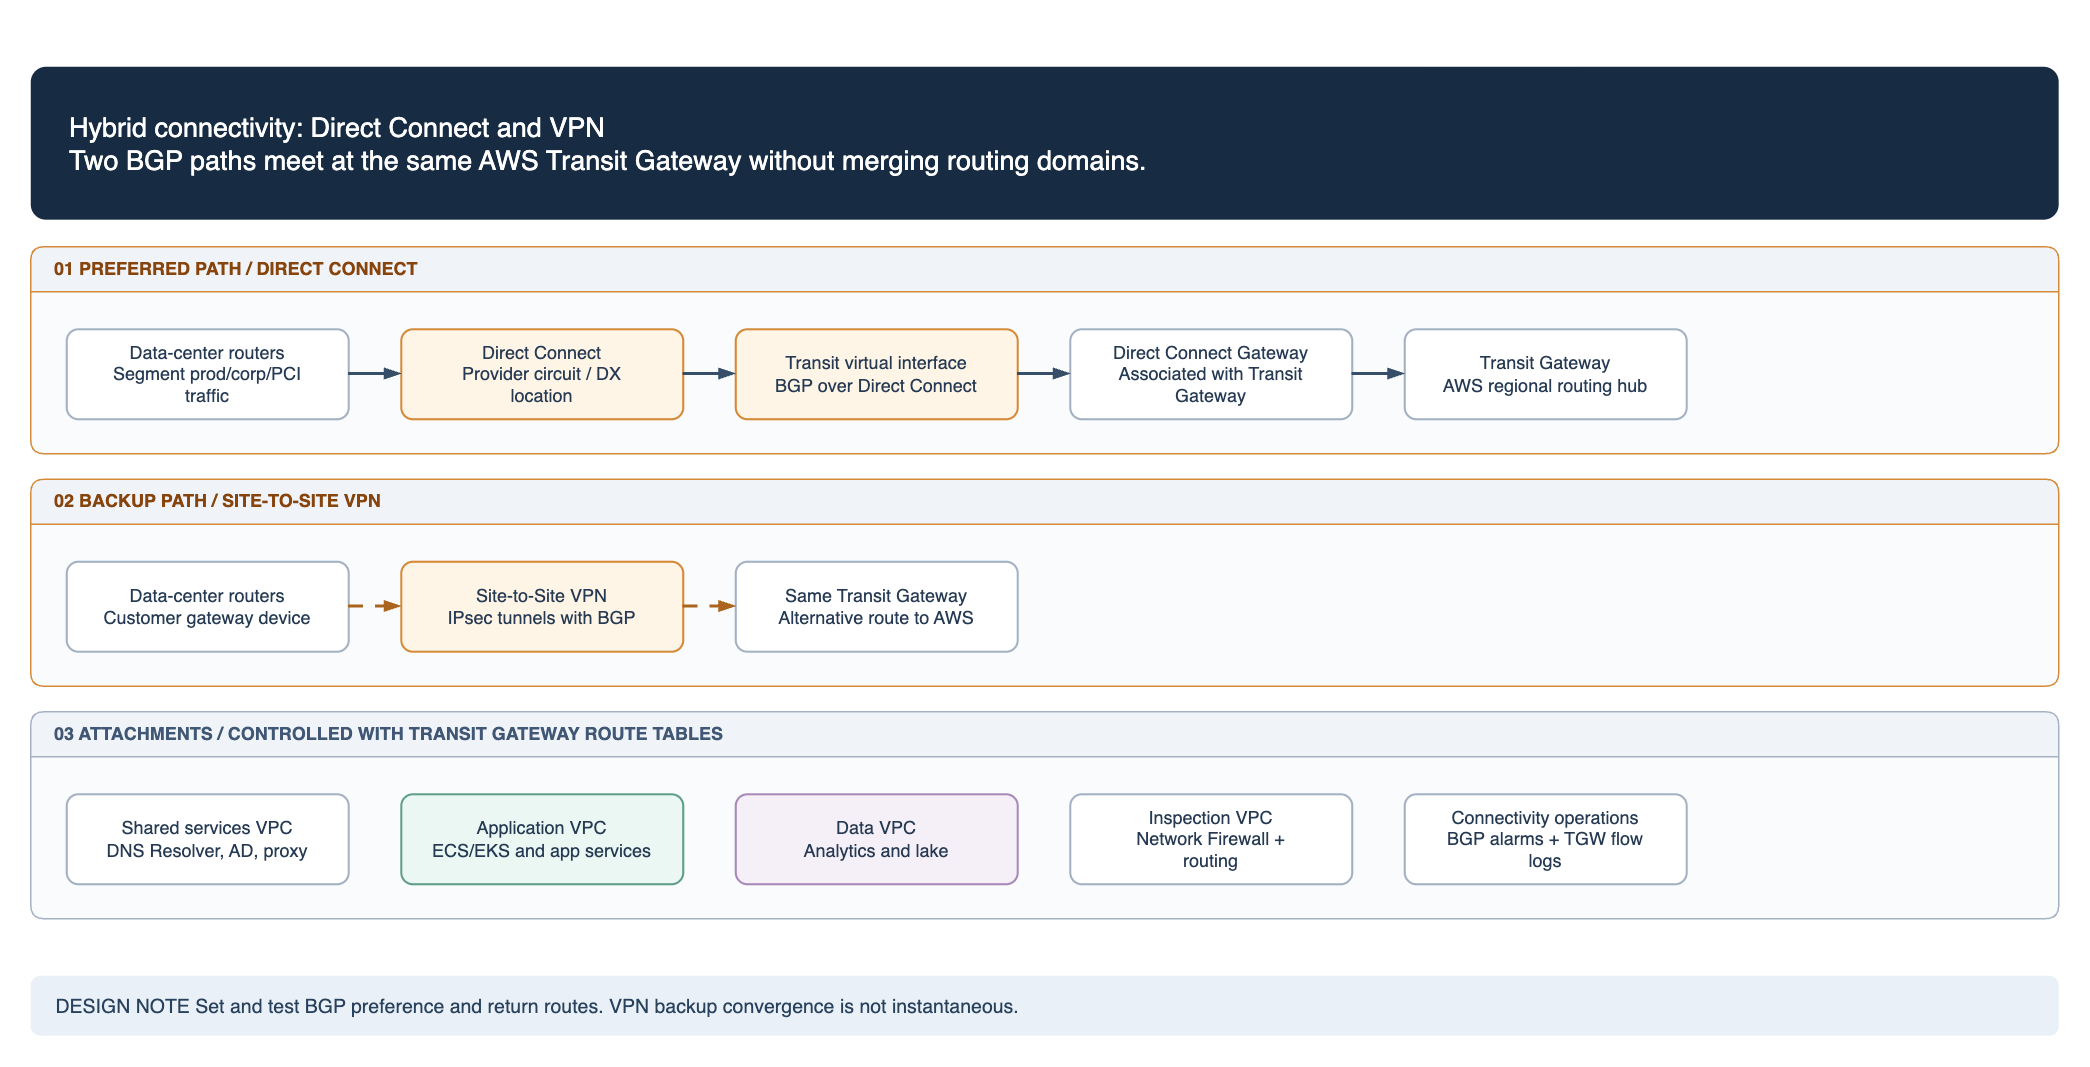 Hybrid connectivity: Direct Connect and VPN
Two BGP paths meet at the same AWS Transit Gateway without merging routing domains.
01 PREFERRED PATH / DIRECT CONNECT
Data-center routers
Segment prod/corp/PCI
traffic
Direct Connect
Provider circuit / DX
location
Transit virtual interface
BGP over Direct Connect
Direct Connect Gateway
Associated with Transit
Gateway
Transit Gateway
AWS regional routing hub
02 BACKUP PATH / SITE-TO-SITE VPN
Data-center routers
Customer gateway device
Site-to-Site VPN
IPsec tunnels with BGP
Same Transit Gateway
Alternative route to AWS
03 ATTACHMENTS / CONTROLLED WITH TRANSIT GATEWAY ROUTE TABLES
Shared services VPC
DNS Resolver, AD, proxy
Application VPC
ECS/EKS and app services
Data VPC
Analytics and lake
Inspection VPC
Network Firewall +
routing
Connectivity operations
BGP alarms + TGW flow
logs
DESIGN NOTE Set and test BGP preference and return routes. VPN backup convergence is not instantaneous.